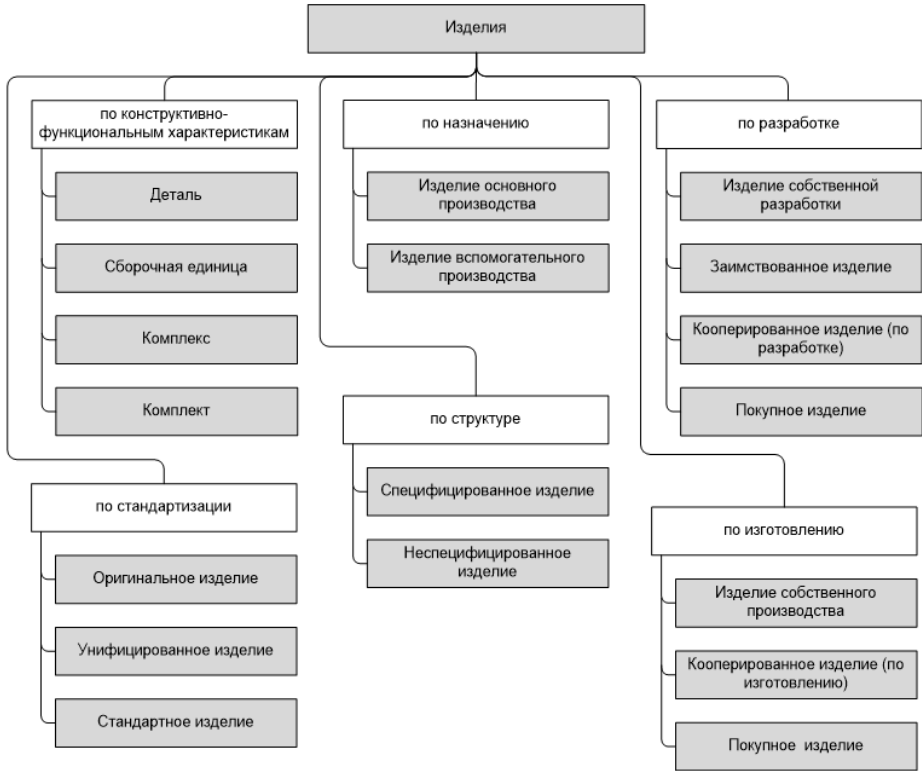 Изделия
по конструктивно-
функциональным характеристикам
Деталь
Сборочная единица
Комплекс
Комплект
по назначению
Изделие основного
производства
Изделие вспомогательного
производства
по разработке
Изделие собственной
разработки
Заимствованное изделие
Кооперированное изделие (по
разработке)
Покупное изделие
по стандартизации
Оригинальное изделие
Унифицированное изделие
Стандартное изделие
по структуре
Специфицированное изделие
Неспецифицированное
изделие
по изготовлению
Изделие собственного
производства
Кооперированное изделие (по
изготовлению)
Покупное изделие